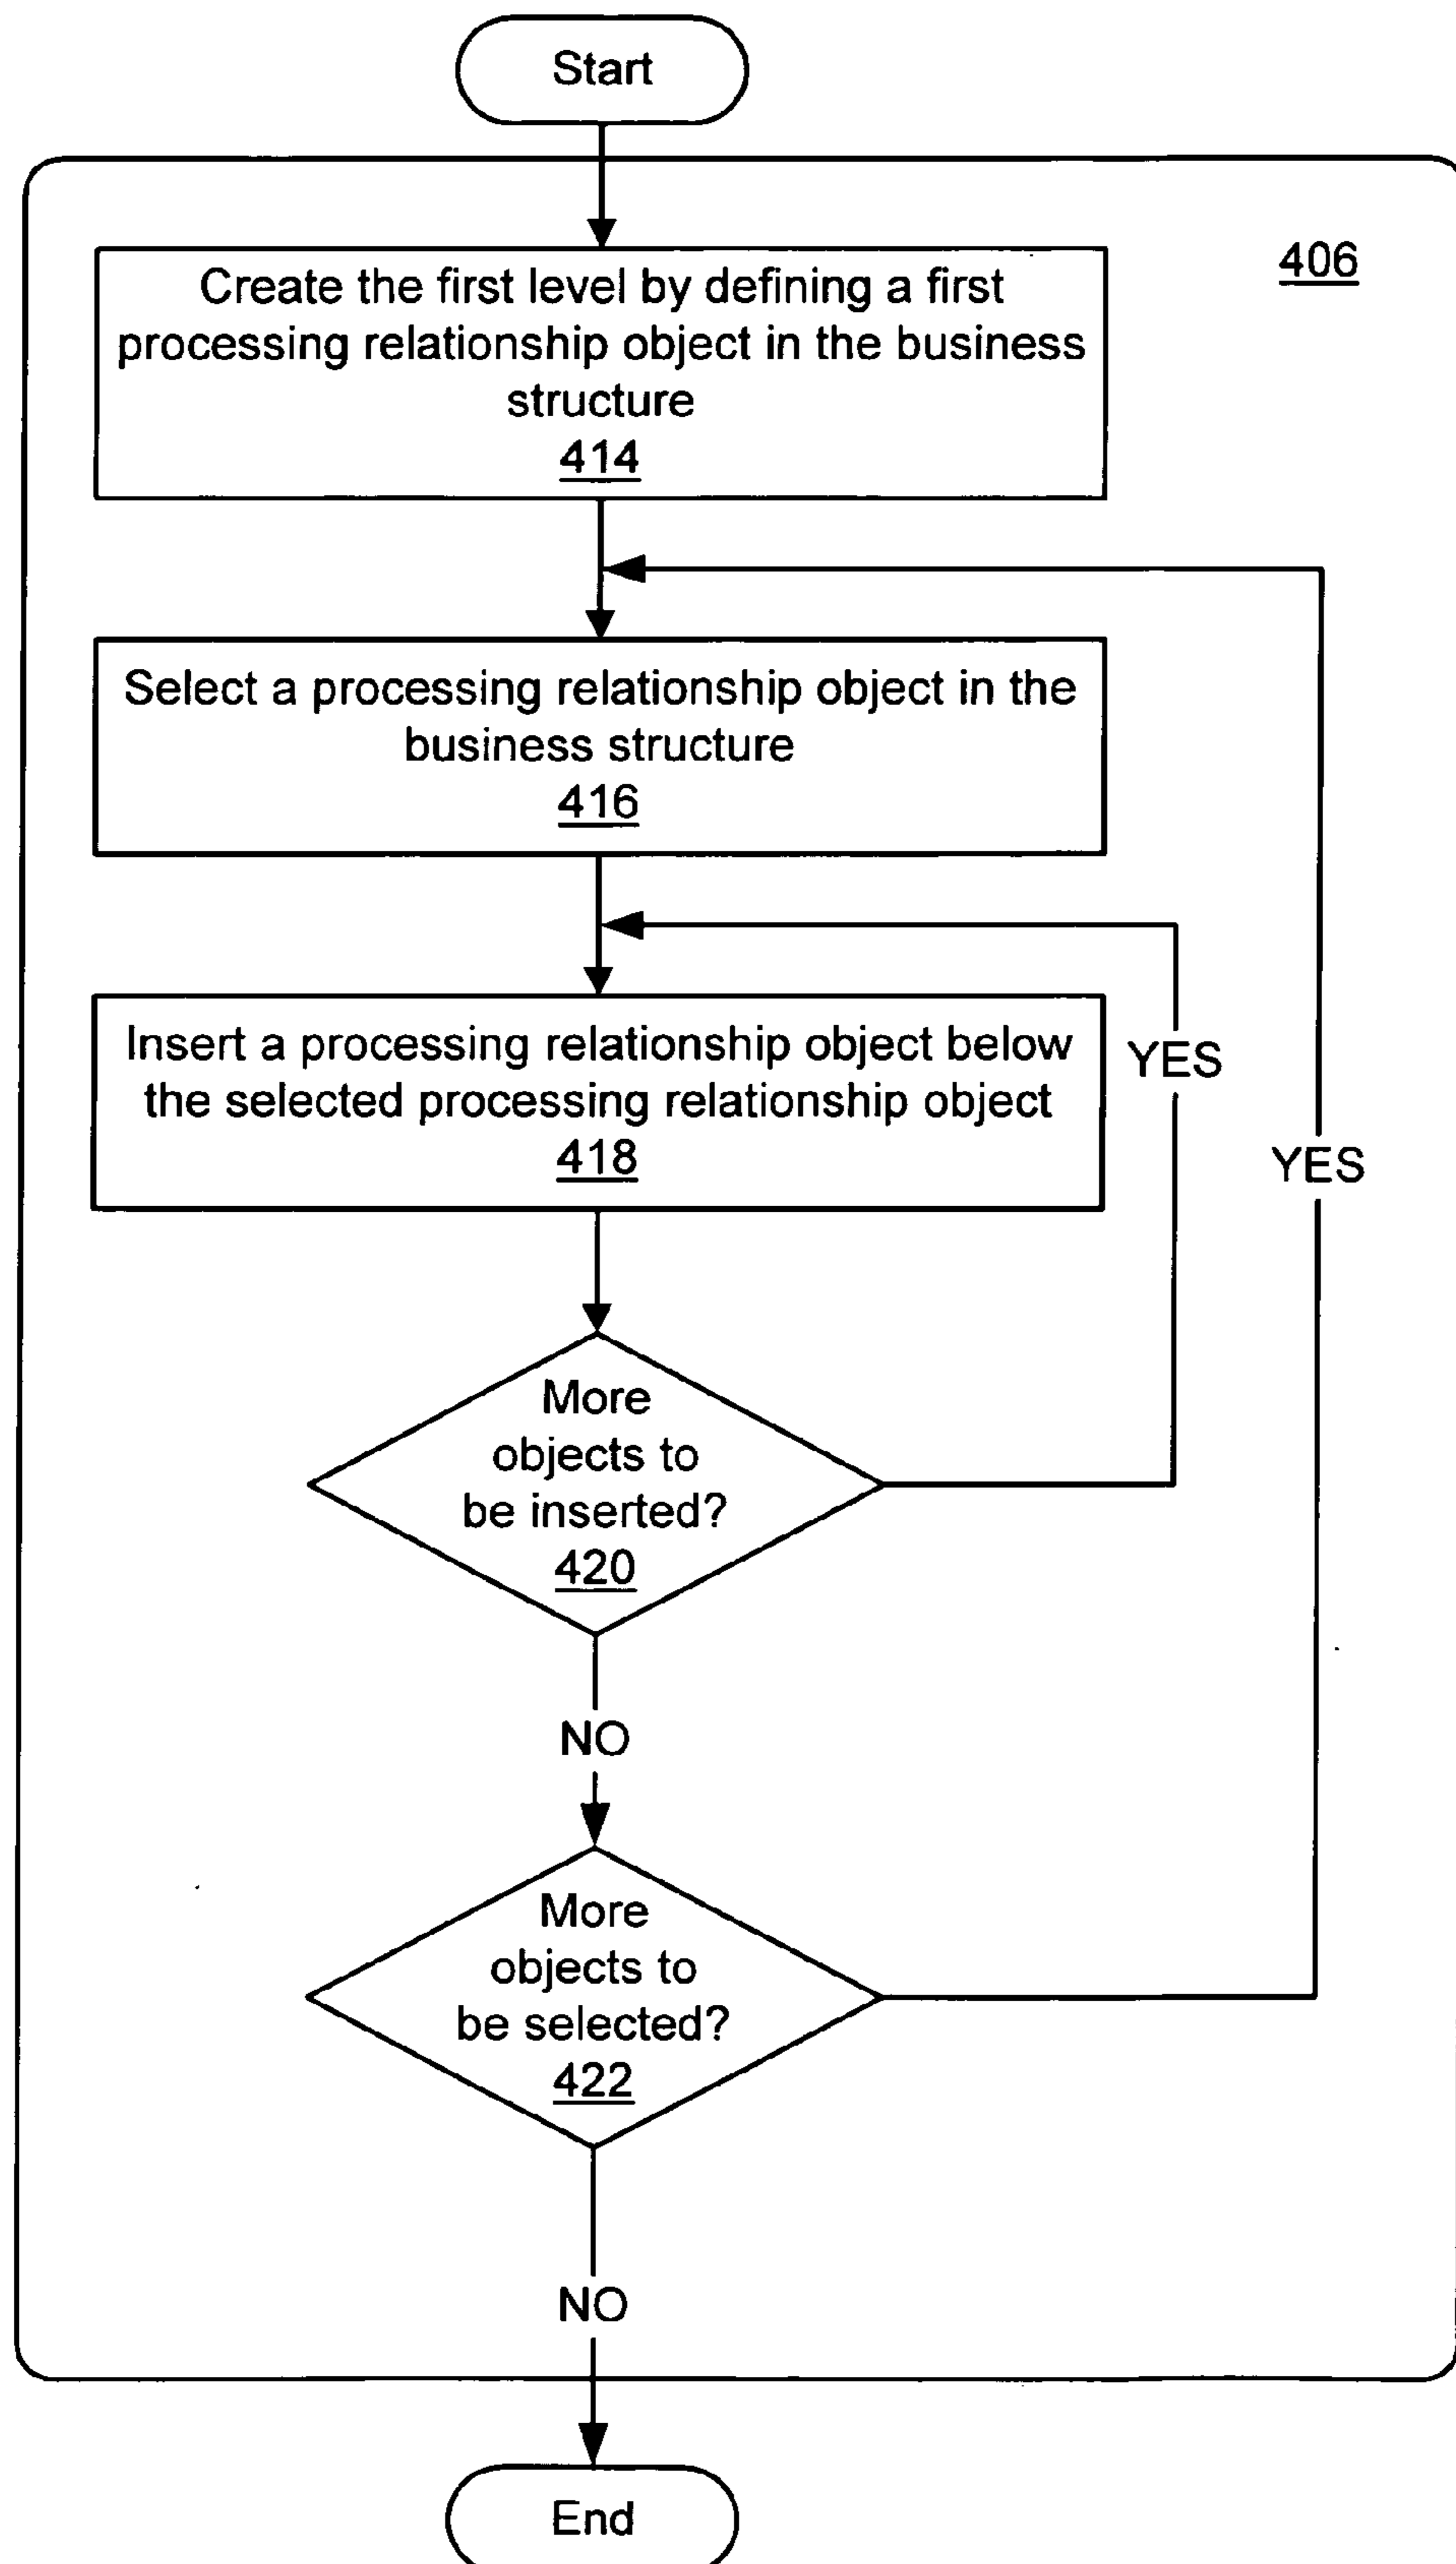 Start
406
Create the first level by defining a first
processing relationship object in the business
structure
414
Select a processing relationship object in the
business structure
416
Insert a processing relationship object below
the selected processing relationship object
418
YES
YES
More
objects to
be inserted?
420
NO
More
objects to
be selected?
422
NO
End